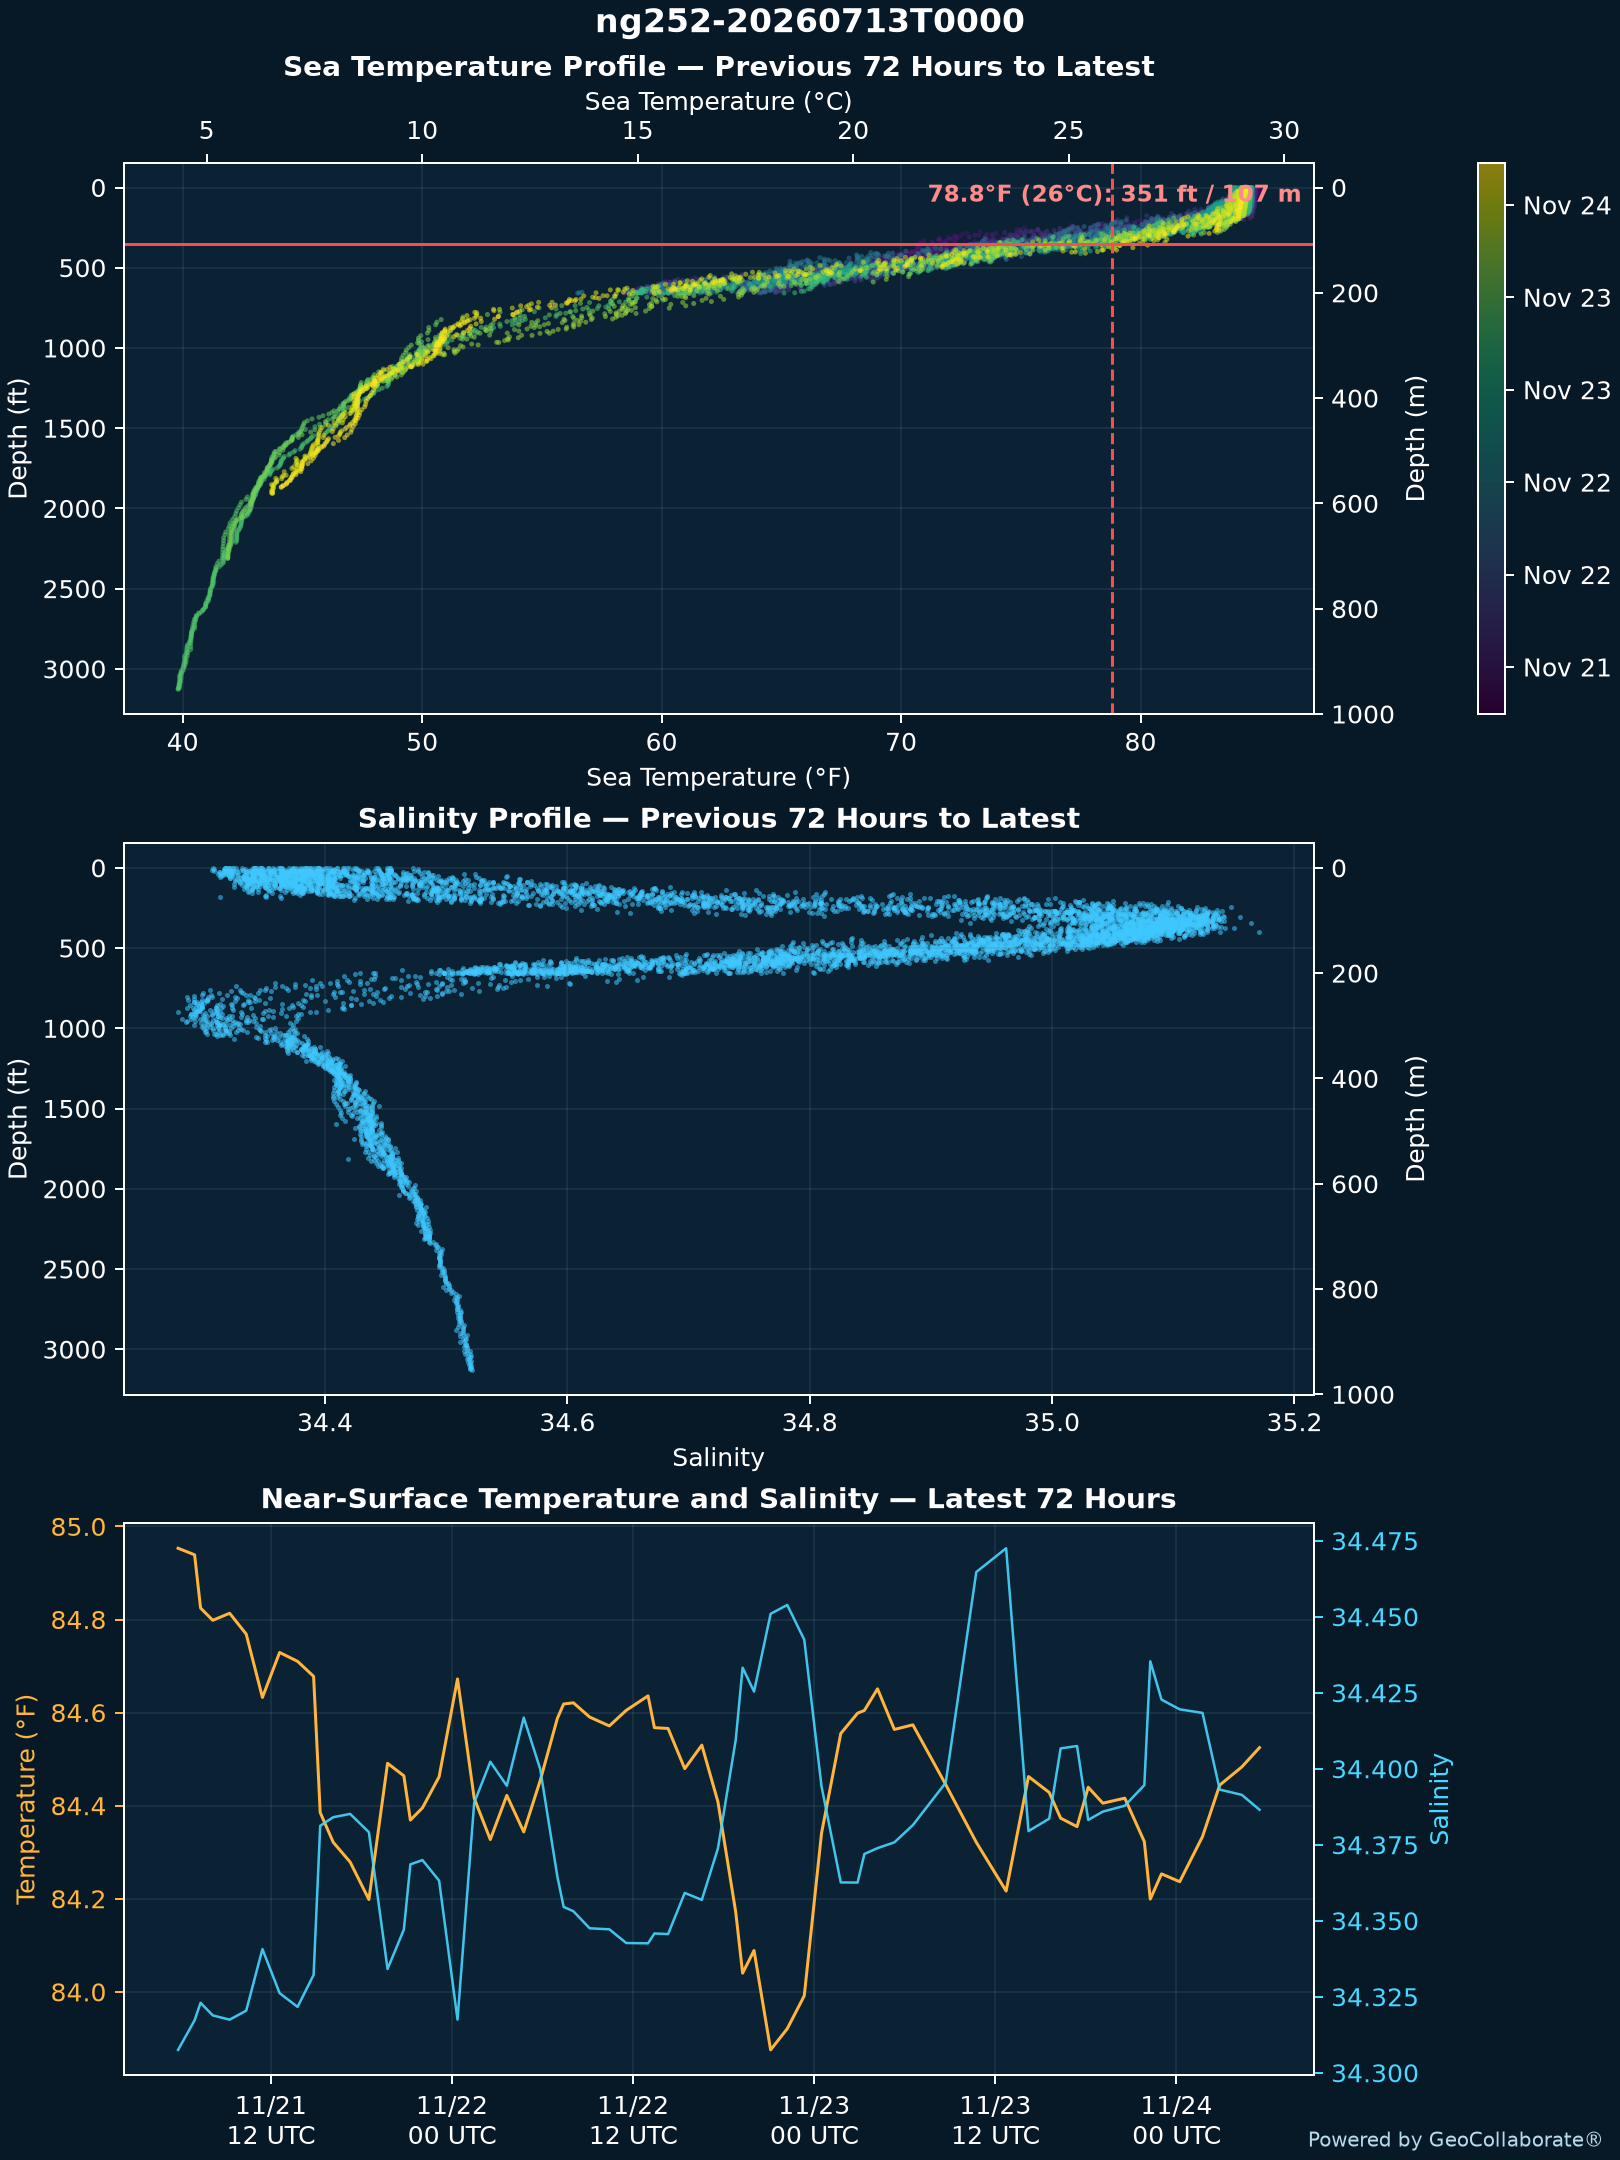 ng252-20260713T0000
Sea Temperature Profile — Previous 72 Hours to Latest
Sea Temperature (°C)
5 10 15 20 25 30
78.8°F (26°C): 351 ft / 107 m
0
500
1000
1500
2000
2500
3000
Depth (ft)
0
200
400
600
800
1000
Depth (m)
Nov 24
Nov 23
Nov 23
Nov 22
Nov 22
Nov 21
40 50 60 70 80
Sea Temperature (°F)
Salinity Profile — Previous 72 Hours to Latest
0
500
1000
1500
2000
2500
3000
Depth (ft)
0
200
400
600
800
1000
Depth (m)
34.4 34.6 34.8 35.0 35.2
Salinity
Near-Surface Temperature and Salinity — Latest 72 Hours
85.0
84.8
84.6
84.4
84.2
84.0
Temperature (°F)
34.475
34.450
34.425
34.400
34.375
34.350
34.325
34.300
Salinity
11/21 11/22 11/22 11/23 11/23 11/24
12 UTC 00 UTC 12 UTC 00 UTC 12 UTC 00 UTC
Powered by GeoCollaborate®